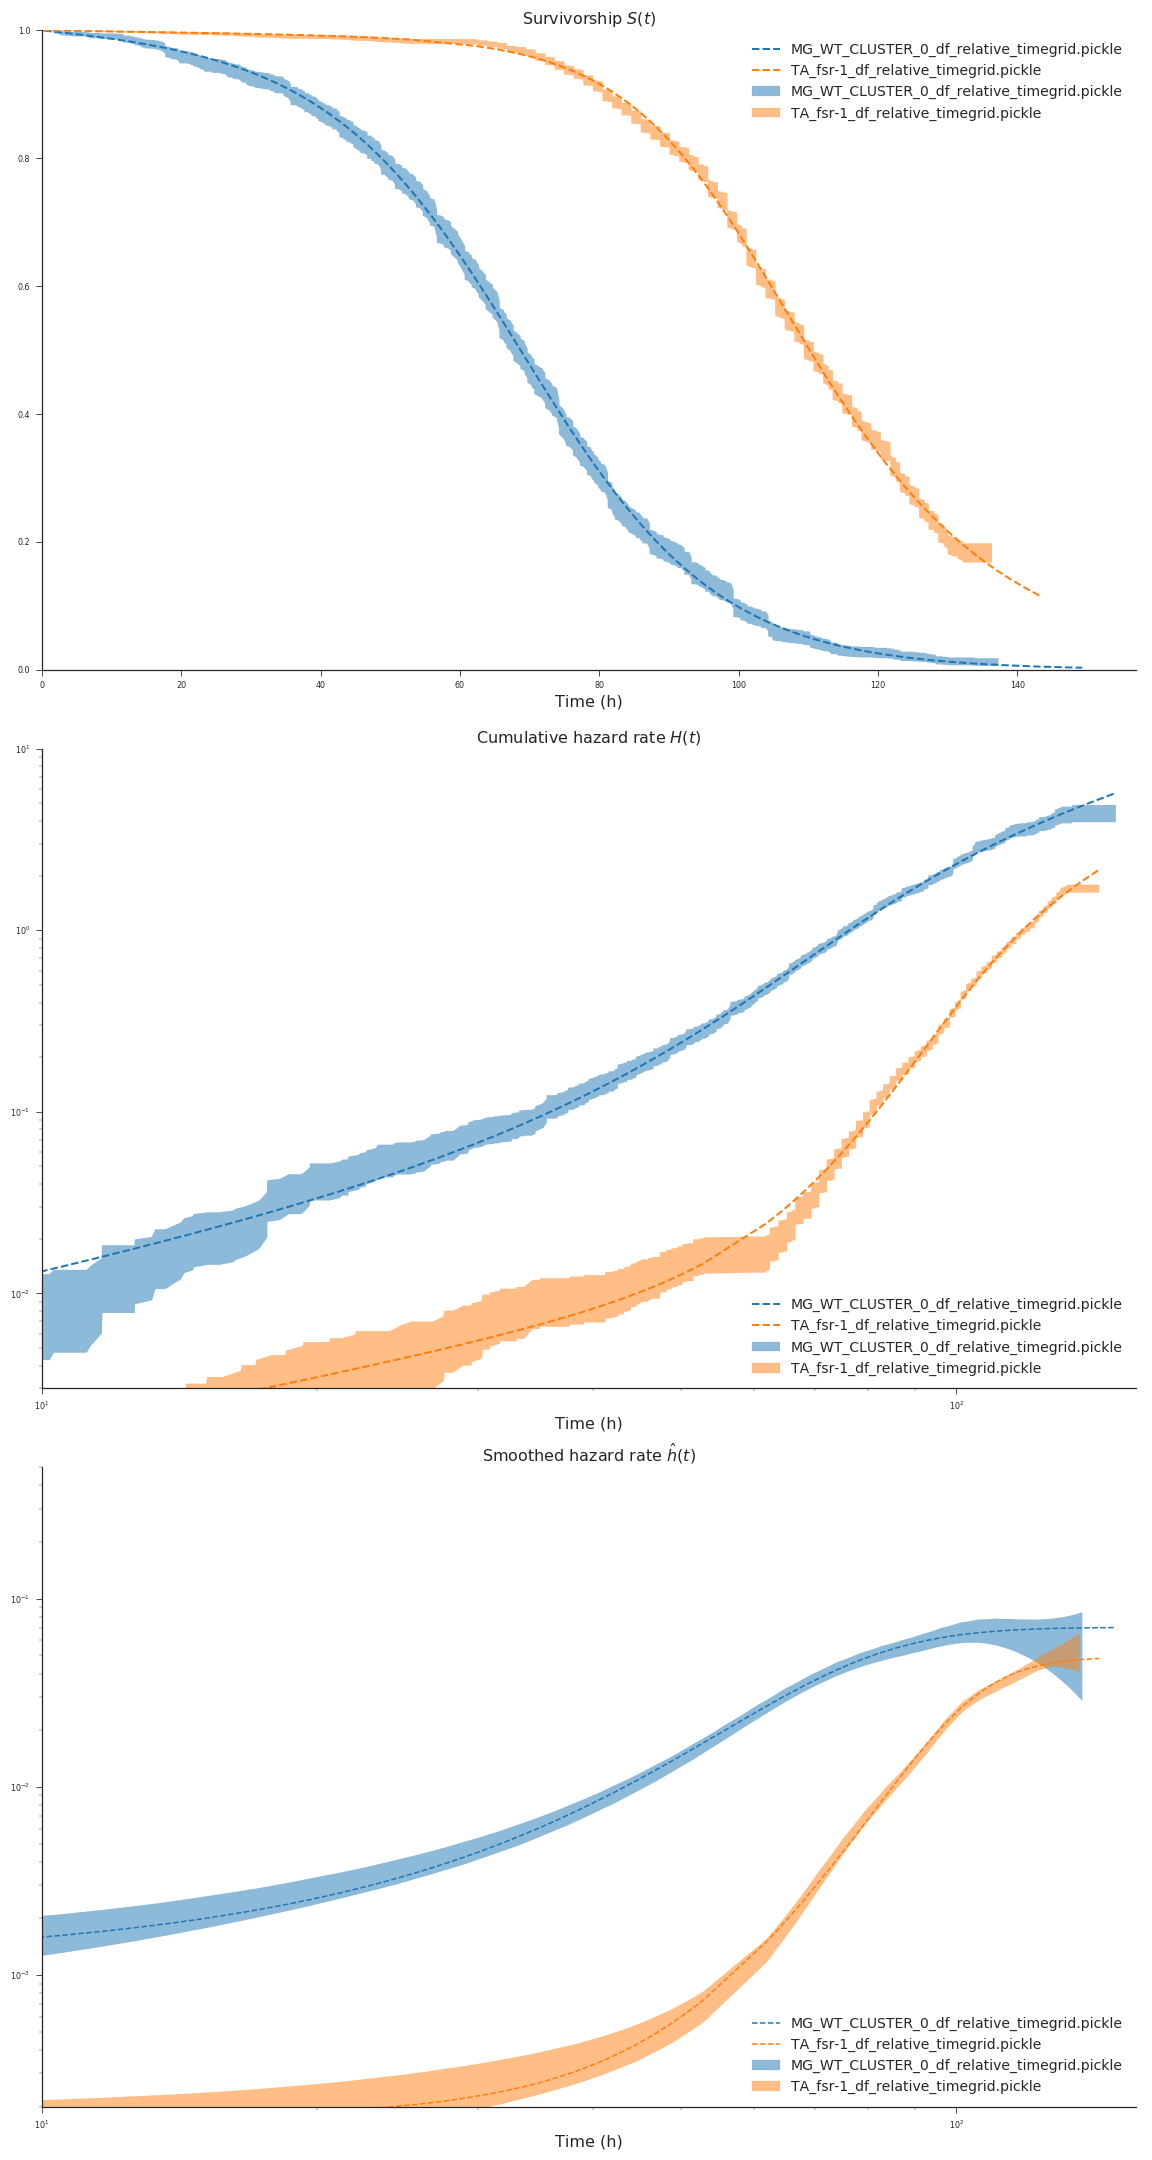 Survivorship S(t)
1.0
0.8
0.6
0.4
0.2
0.0
MG_WT_CLUSTER_0_df_relative_timegrid.pickle
TA_fsr-1_df_relative_timegrid.pickle
MG_WT_CLUSTER_0_df_relative_timegrid.pickle
TA_fsr-1_df_relative_timegrid.pickle
0 20 40 60 80 100 120 140
Time (h)
Cumulative hazard rate H(t)
10¹
10⁰
10⁻¹
10⁻²
MG_WT_CLUSTER_0_df_relative_timegrid.pickle
TA_fsr-1_df_relative_timegrid.pickle
MG_WT_CLUSTER_0_df_relative_timegrid.pickle
TA_fsr-1_df_relative_timegrid.pickle
10¹ 10²
Time (h)
Smoothed hazard rate ĥ(t)
10⁻¹
10⁻²
10⁻³
MG_WT_CLUSTER_0_df_relative_timegrid.pickle
TA_fsr-1_df_relative_timegrid.pickle
MG_WT_CLUSTER_0_df_relative_timegrid.pickle
TA_fsr-1_df_relative_timegrid.pickle
10¹ 10²
Time (h)